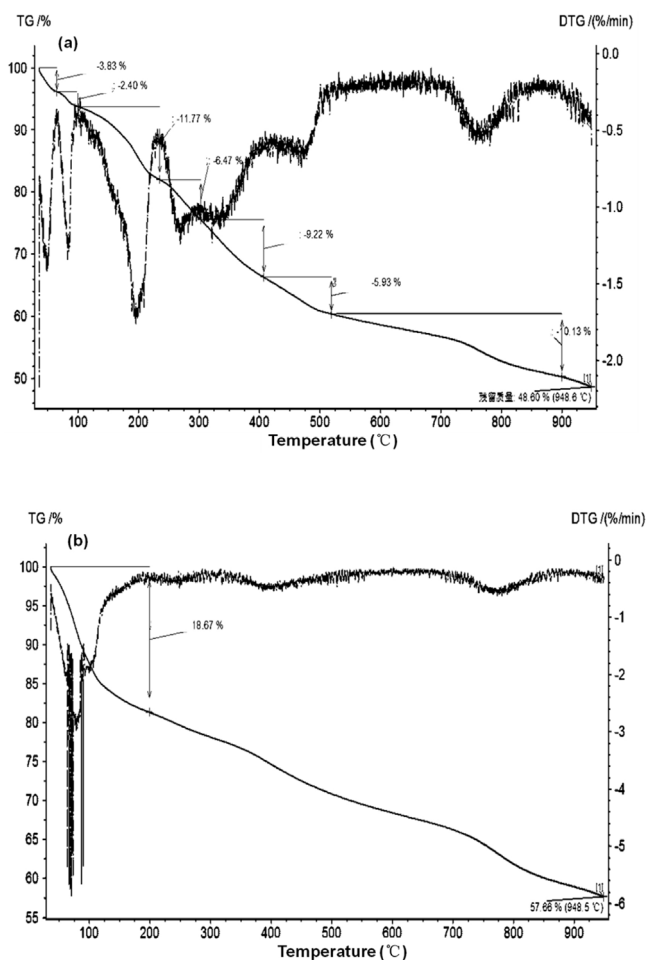 TG /% DTG /(%/min)
(a)
0.0
100
-3.83 %
: -2.40 %
90
: -11.77 %
-0.5
:: -6.47 %
80
-1.0
70
: -9.22 %
-1.5
-5.93 %
60
-2.0
50
[1]
残留质量: 48.60 % (948.6 ℃)
100 200 300 400 500 600 700 800 900
Temperature (℃)
TG /% DTG /(%/min)
(b)
100
[1]
0
95
-1
90
18.67 %
-2
85
80
-3
75
-4
70
65
-5
60
[1]
57.66 % (948.5 ℃)
-6
55
100 200 300 400 500 600 700 800 900
Temperature (℃)